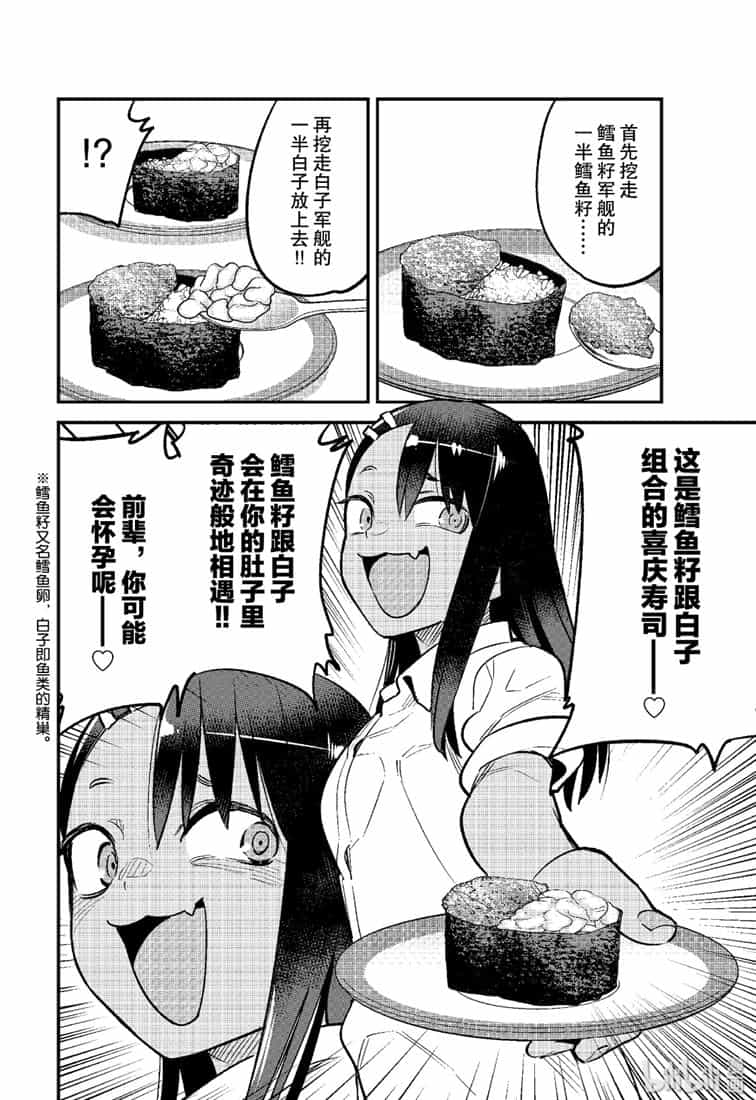 首先挖走
鳕鱼籽军舰的
一半鳕鱼籽……
再挖走白子军舰的
一半白子放上去!!
!?
这是鳕鱼籽跟白子
组合的喜庆寿司——♡
鳕鱼籽跟白子
会在你的肚子里
奇迹般地相遇!!
前辈，你可能
会怀孕呢——♡
※鳕鱼籽又名鳕鱼卵，白子即鱼类的精巢。
bilibili